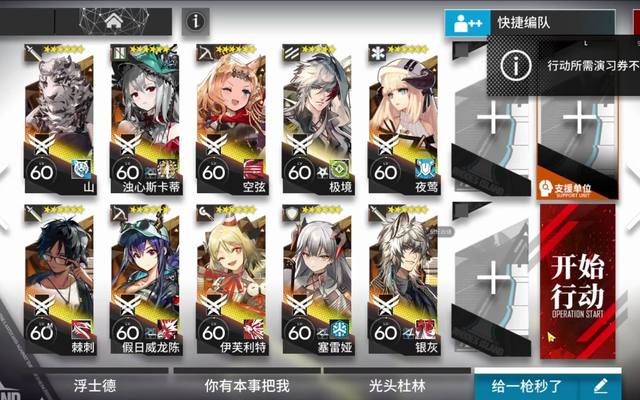 快捷编队
行动所需演习券不
60
山
60
浊心斯卡蒂
60
空弦
60
极境
60
夜莺
支援单位
SUPPORT UNIT
60
棘刺
60
假日威龙陈
60
伊芙利特
60
塞雷娅
60
银灰
开始
行动
OPERATION START
浮士德
你有本事把我
光头杜林
给一枪秒了